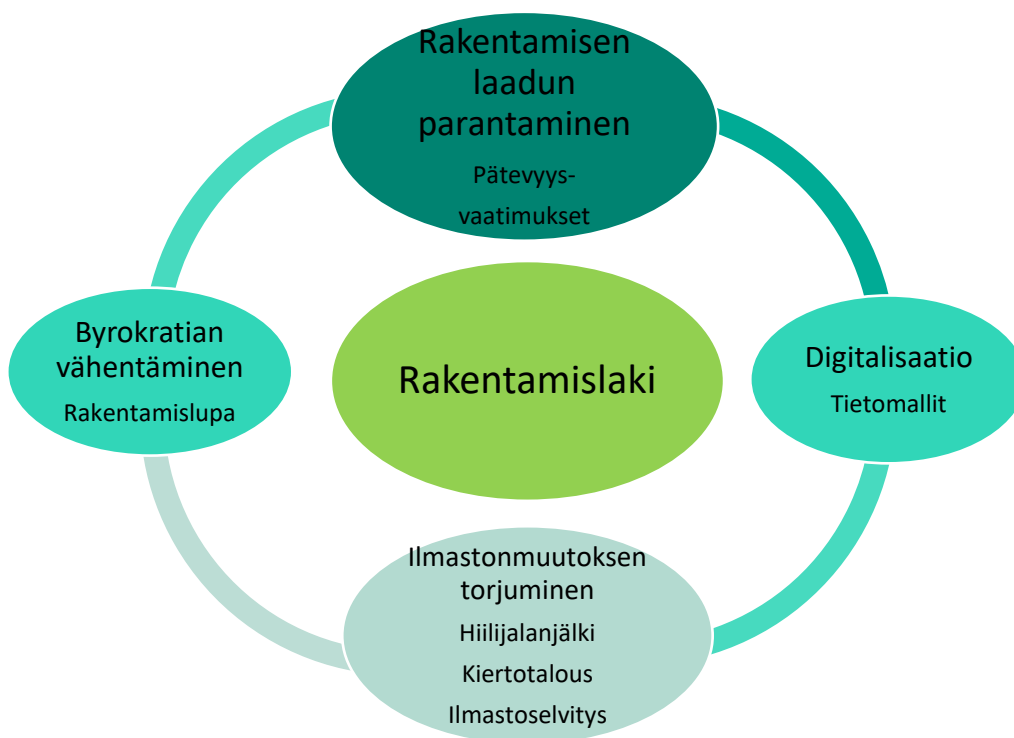 Rakentamisen
laadun
parantaminen
Pätevyys-
vaatimukset
Byrokratian
vähentäminen
Rakentamislupa
Rakentamislaki
Digitalisaatio
Tietomallit
Ilmastonmuutoksen
torjuminen
Hiilijalanjälki
Kiertotalous
Ilmastoselvitys